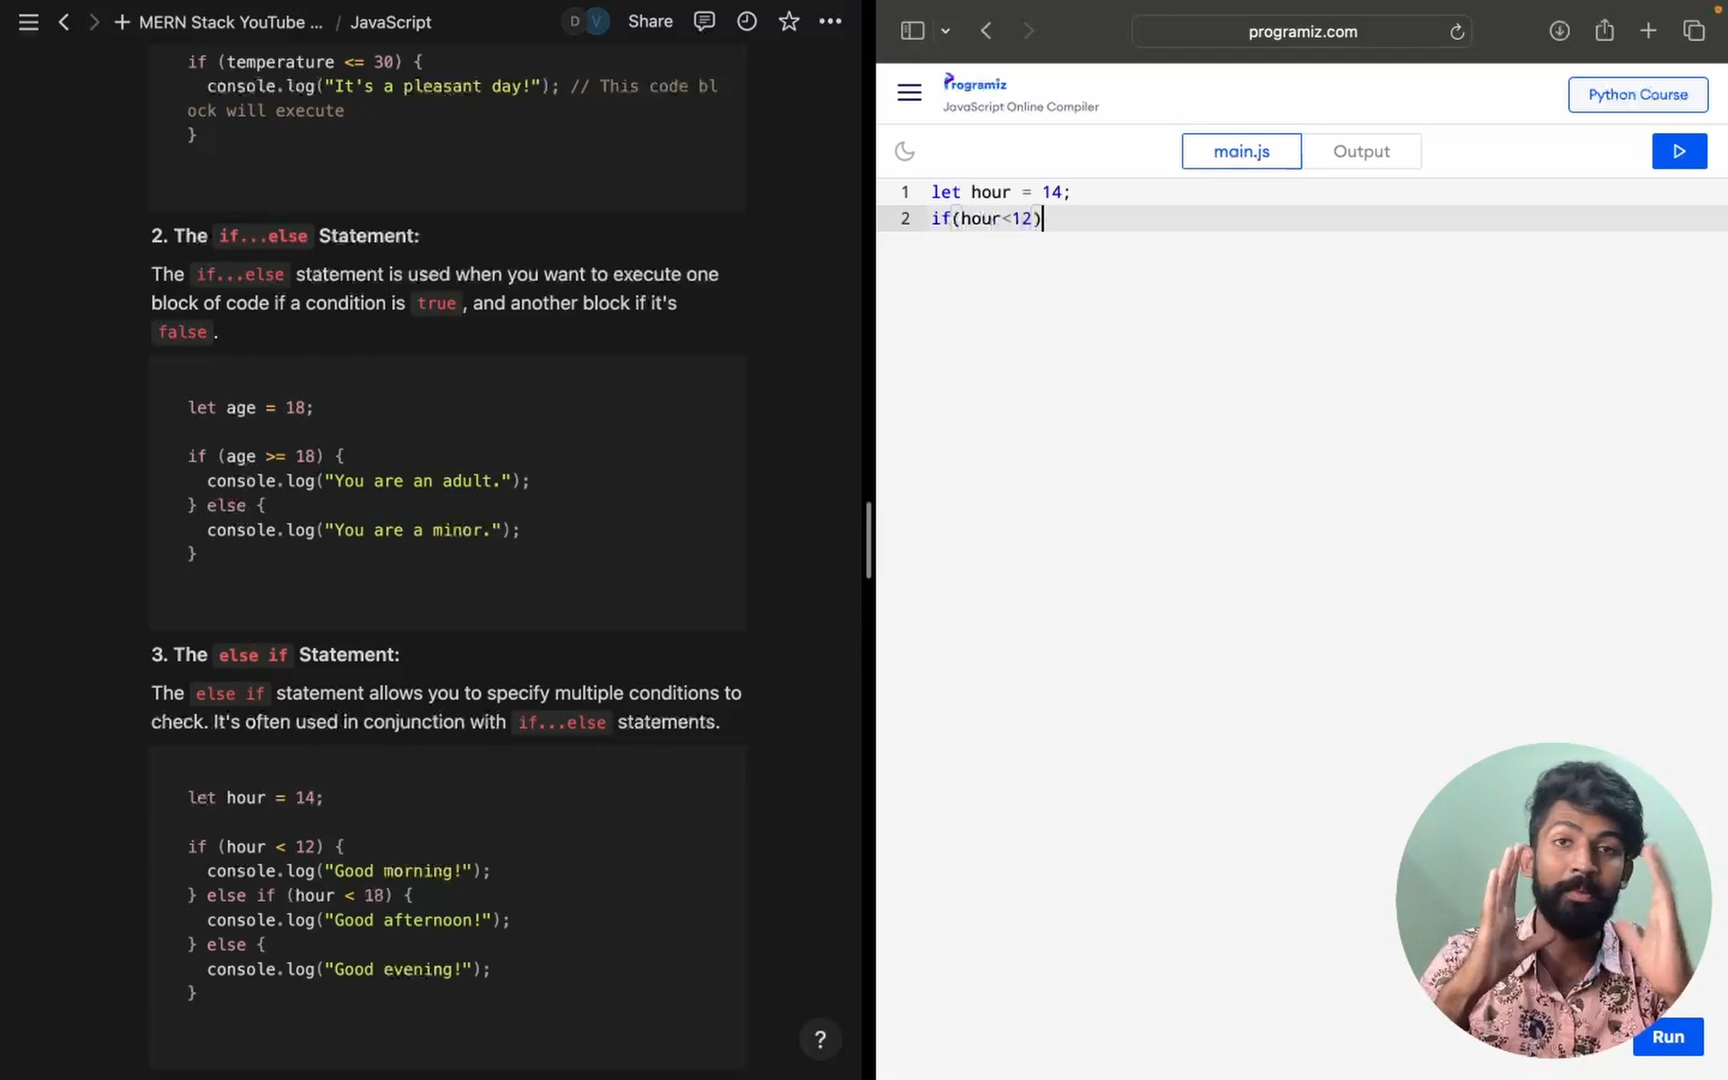 MERN Stack YouTube ... / JavaScript
D V Share
if (temperature <= 30) {
console.log("It's a pleasant day!"); // This code bl
ock will execute
}
2. The if...else Statement:
The if...else statement is used when you want to execute one
block of code if a condition is true, and another block if it's
false.
let age = 18;
if (age >= 18) {
console.log("You are an adult.");
} else {
console.log("You are a minor.");
}
3. The else if Statement:
The else if statement allows you to specify multiple conditions to
check. It's often used in conjunction with if...else statements.
let hour = 14;
if (hour < 12) {
console.log("Good morning!");
} else if (hour < 18) {
console.log("Good afternoon!");
} else {
console.log("Good evening!");
}
?
programiz.com
Programiz
JavaScript Online Compiler
Python Course
main.js
Output
1 let hour = 14;
2 if(hour<12)
Run